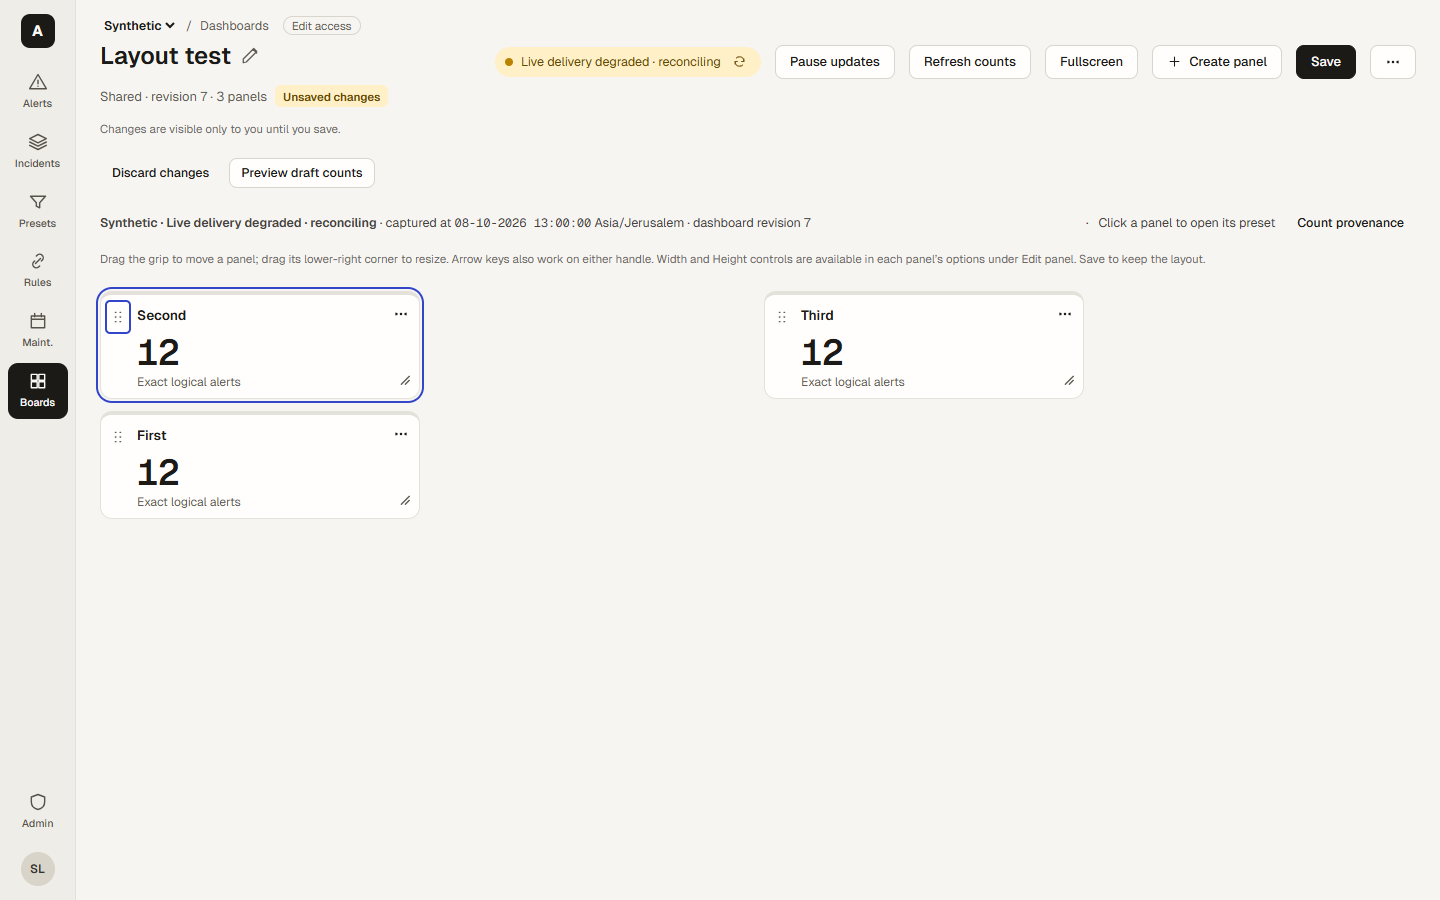 A
Alerts
Incidents
Presets
Rules
Maint.
Boards
Admin
SL
Synthetic / Dashboards Edit access
Layout test
Live delivery degraded · reconciling
Pause updates
Refresh counts
Fullscreen
Create panel
Save
Shared · revision 7 · 3 panels Unsaved changes
Changes are visible only to you until you save.
Discard changes
Preview draft counts
Synthetic · Live delivery degraded · reconciling · captured at 08-10-2026 13:00:00 Asia/Jerusalem · dashboard revision 7
· Click a panel to open its preset
Count provenance
Drag the grip to move a panel; drag its lower-right corner to resize. Arrow keys also work on either handle. Width and Height controls are available in each panel's options under Edit panel. Save to keep the layout.
Second
12
Exact logical alerts
Third
12
Exact logical alerts
First
12
Exact logical alerts